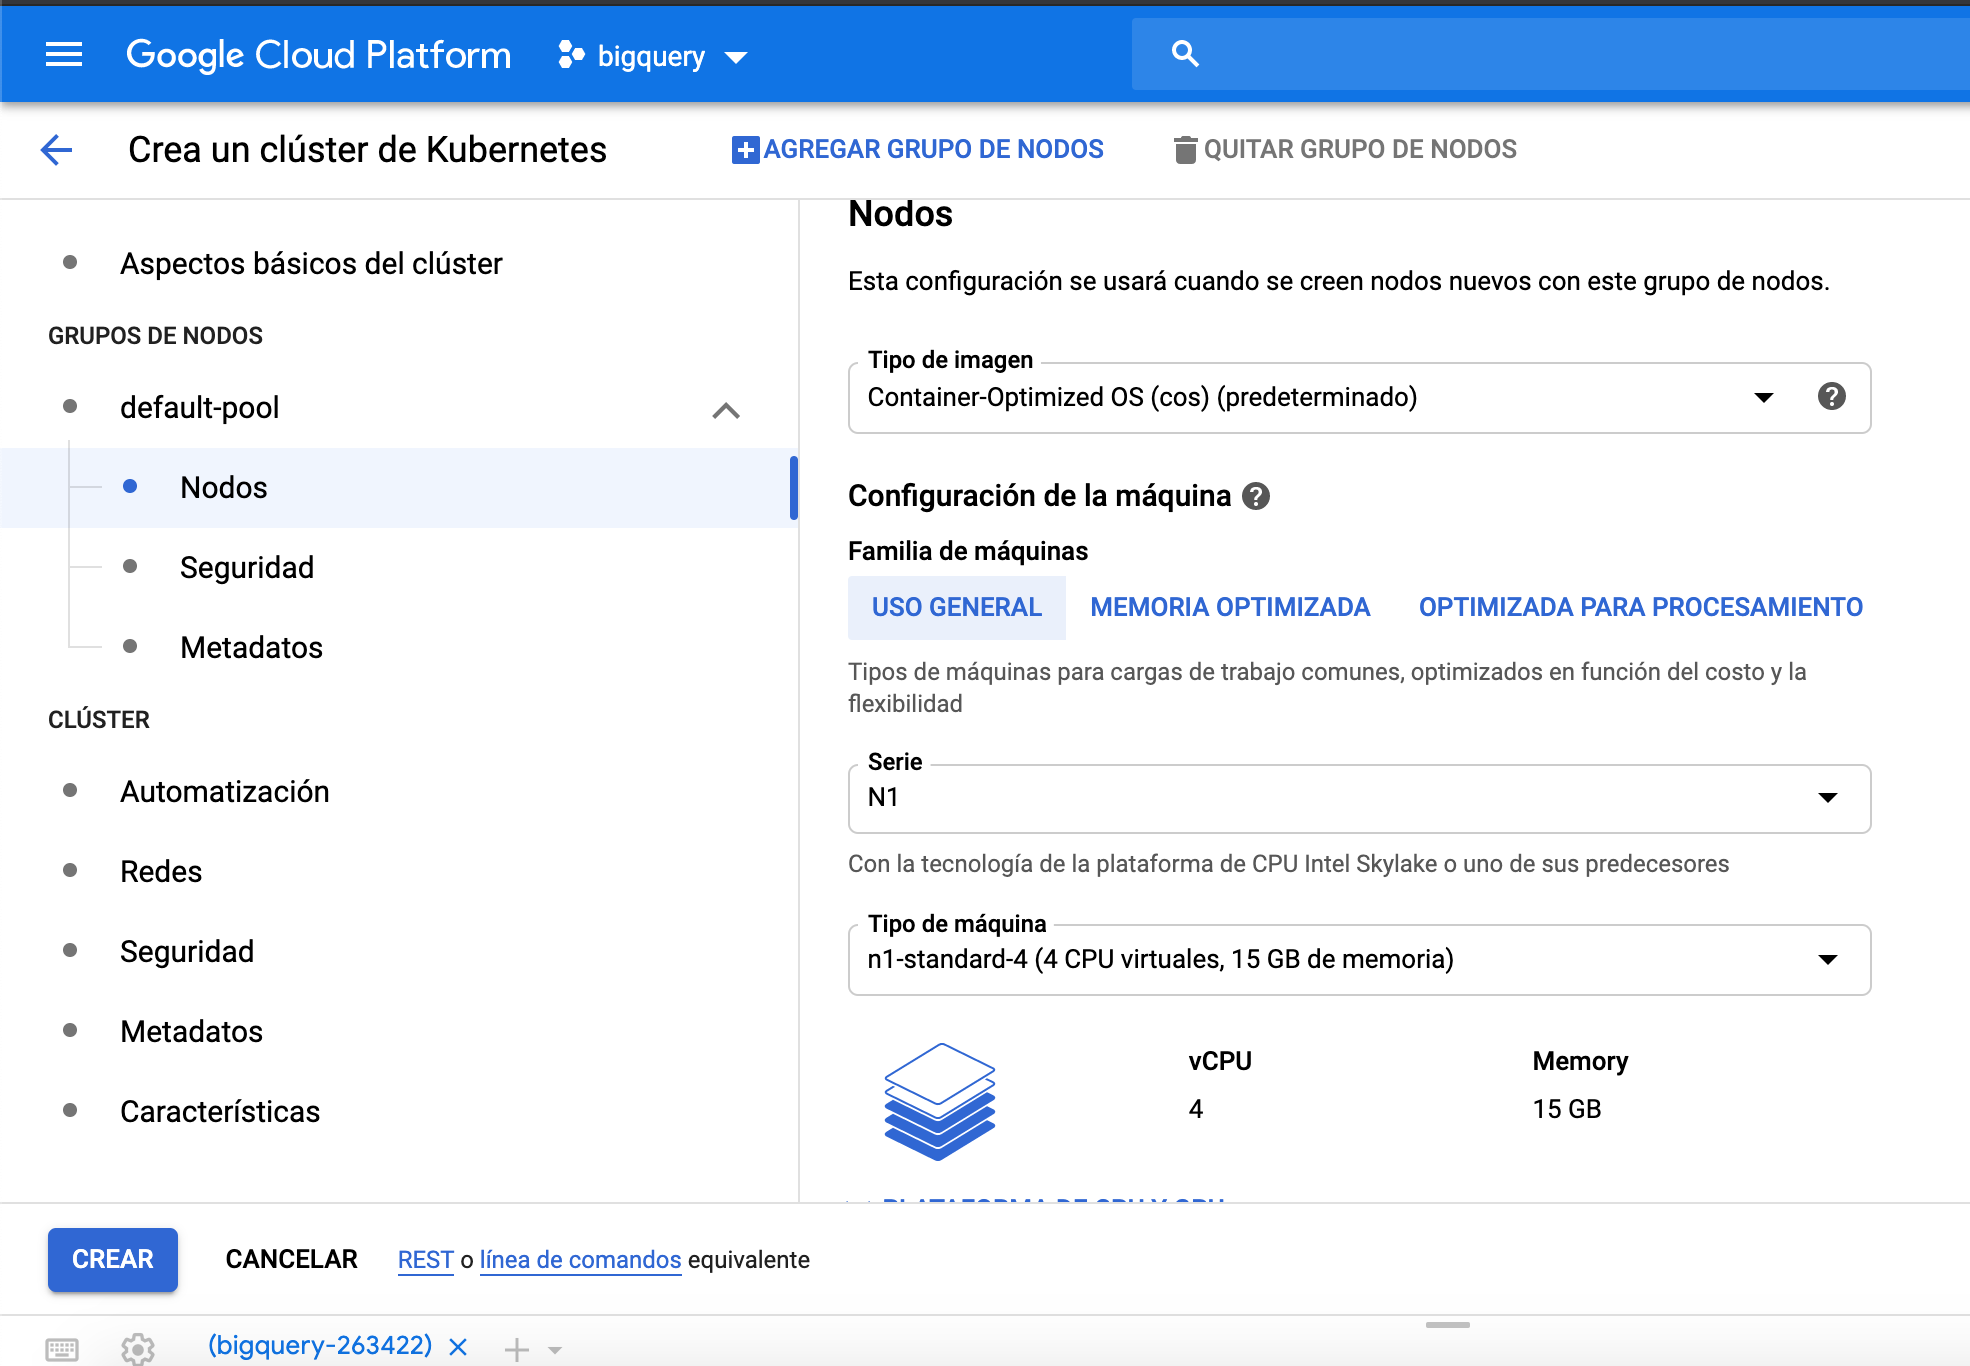 Google Cloud Platform
bigquery
Crea un clúster de Kubernetes
AGREGAR GRUPO DE NODOS
QUITAR GRUPO DE NODOS
Aspectos básicos del clúster
GRUPOS DE NODOS
default-pool
Nodos
Seguridad
Metadatos
CLÚSTER
Automatización
Redes
Seguridad
Metadatos
Características
Nodos
Esta configuración se usará cuando se creen nodos nuevos con este grupo de nodos.
Tipo de imagen
Container-Optimized OS (cos) (predeterminado)
Configuración de la máquina
Familia de máquinas
USO GENERAL
MEMORIA OPTIMIZADA
OPTIMIZADA PARA PROCESAMIENTO
Tipos de máquinas para cargas de trabajo comunes, optimizados en función del costo y la
flexibilidad
Serie
N1
Con la tecnología de la plataforma de CPU Intel Skylake o uno de sus predecesores
Tipo de máquina
n1-standard-4 (4 CPU virtuales, 15 GB de memoria)
vCPU
4
Memory
15 GB
PLATAFORMA DE CPU Y GPU
CREAR
CANCELAR
REST o línea de comandos equivalente
(bigquery-263422)